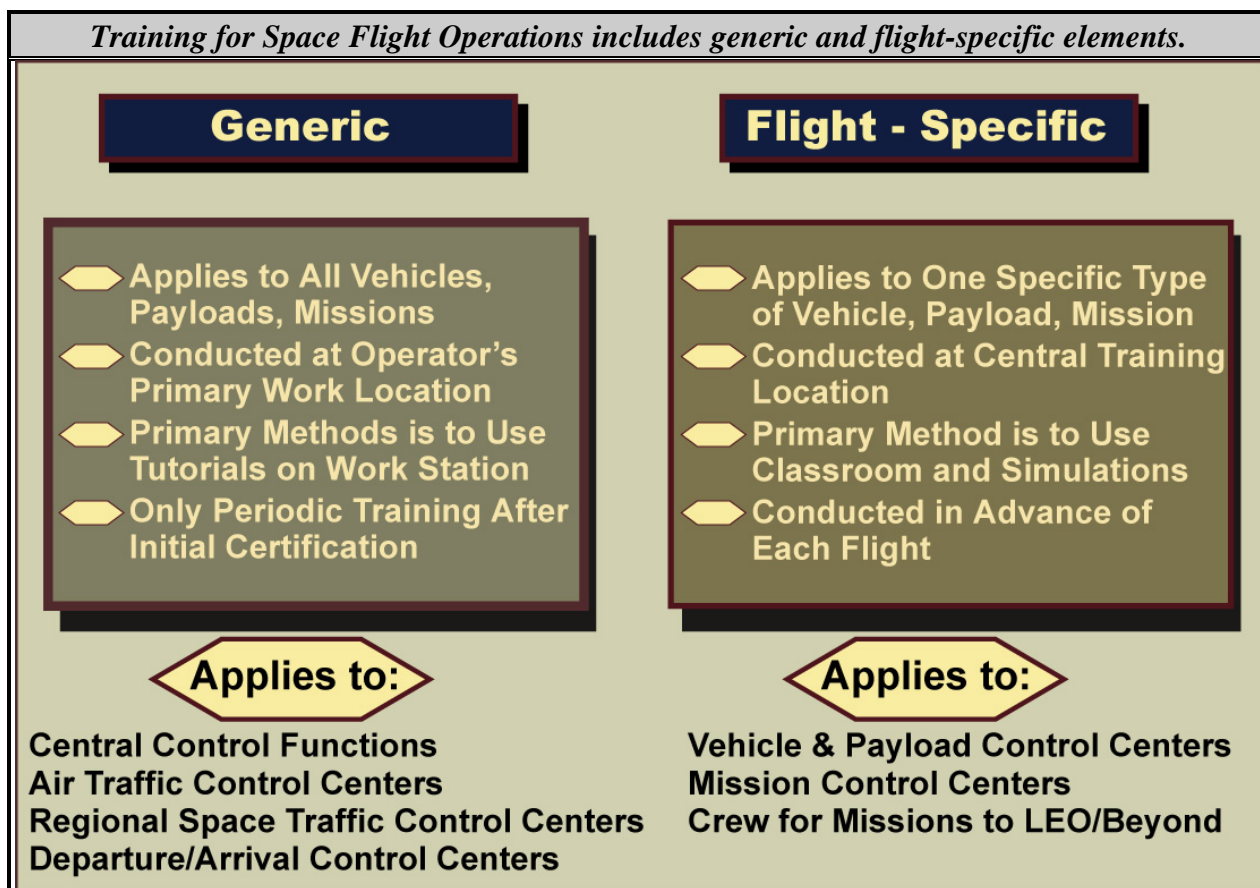 Training for Space Flight Operations includes generic and flight-specific elements.
Generic
Applies to All Vehicles,
Payloads, Missions
Conducted at Operator's
Primary Work Location
Primary Methods is to Use
Tutorials on Work Station
Only Periodic Training After
Initial Certification
Applies to:
Central Control Functions
Air Traffic Control Centers
Regional Space Traffic Control Centers
Departure/Arrival Control Centers
Flight - Specific
Applies to One Specific Type
of Vehicle, Payload, Mission
Conducted at Central Training
Location
Primary Method is to Use
Classroom and Simulations
Conducted in Advance of
Each Flight
Applies to:
Vehicle & Payload Control Centers
Mission Control Centers
Crew for Missions to LEO/Beyond